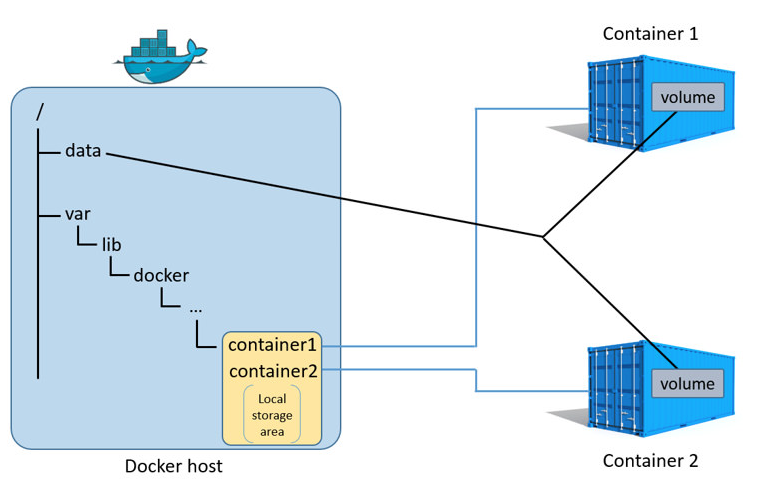 Container 1
/
volume
data
var
lib
docker
...
container1
container2
Local
storage
area
volume
Docker host
Container 2